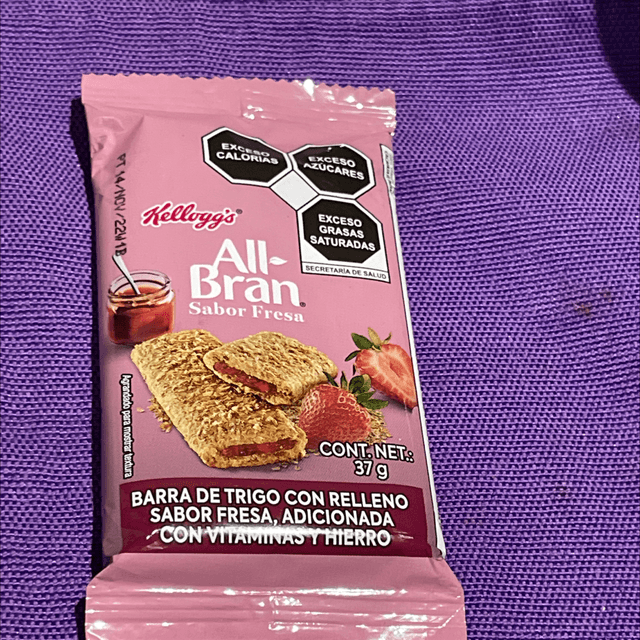 EXCESO
CALORÍAS
EXCESO
AZÚCARES
EXCESO
GRASAS
SATURADAS
SECRETARÍA DE SALUD
Kellogg's®
All-
Bran®
Sabor Fresa
Agrandado para mostrar textura
CONT. NET.:
37 g
BARRA DE TRIGO CON RELLENO
SABOR FRESA, ADICIONADA
CON VITAMINAS Y HIERRO